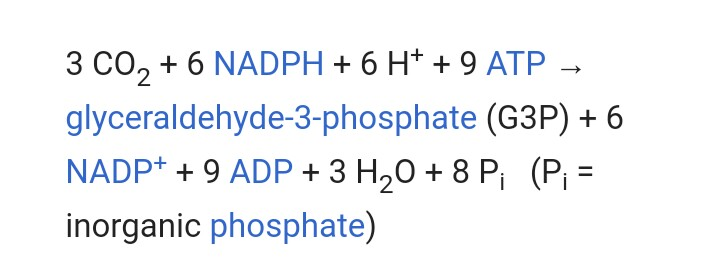 3 CO₂ + 6 NADPH + 6 H⁺ + 9 ATP →
glyceraldehyde-3-phosphate (G3P) + 6
NADP⁺ + 9 ADP + 3 H₂O + 8 Pᵢ (Pᵢ =
inorganic phosphate)